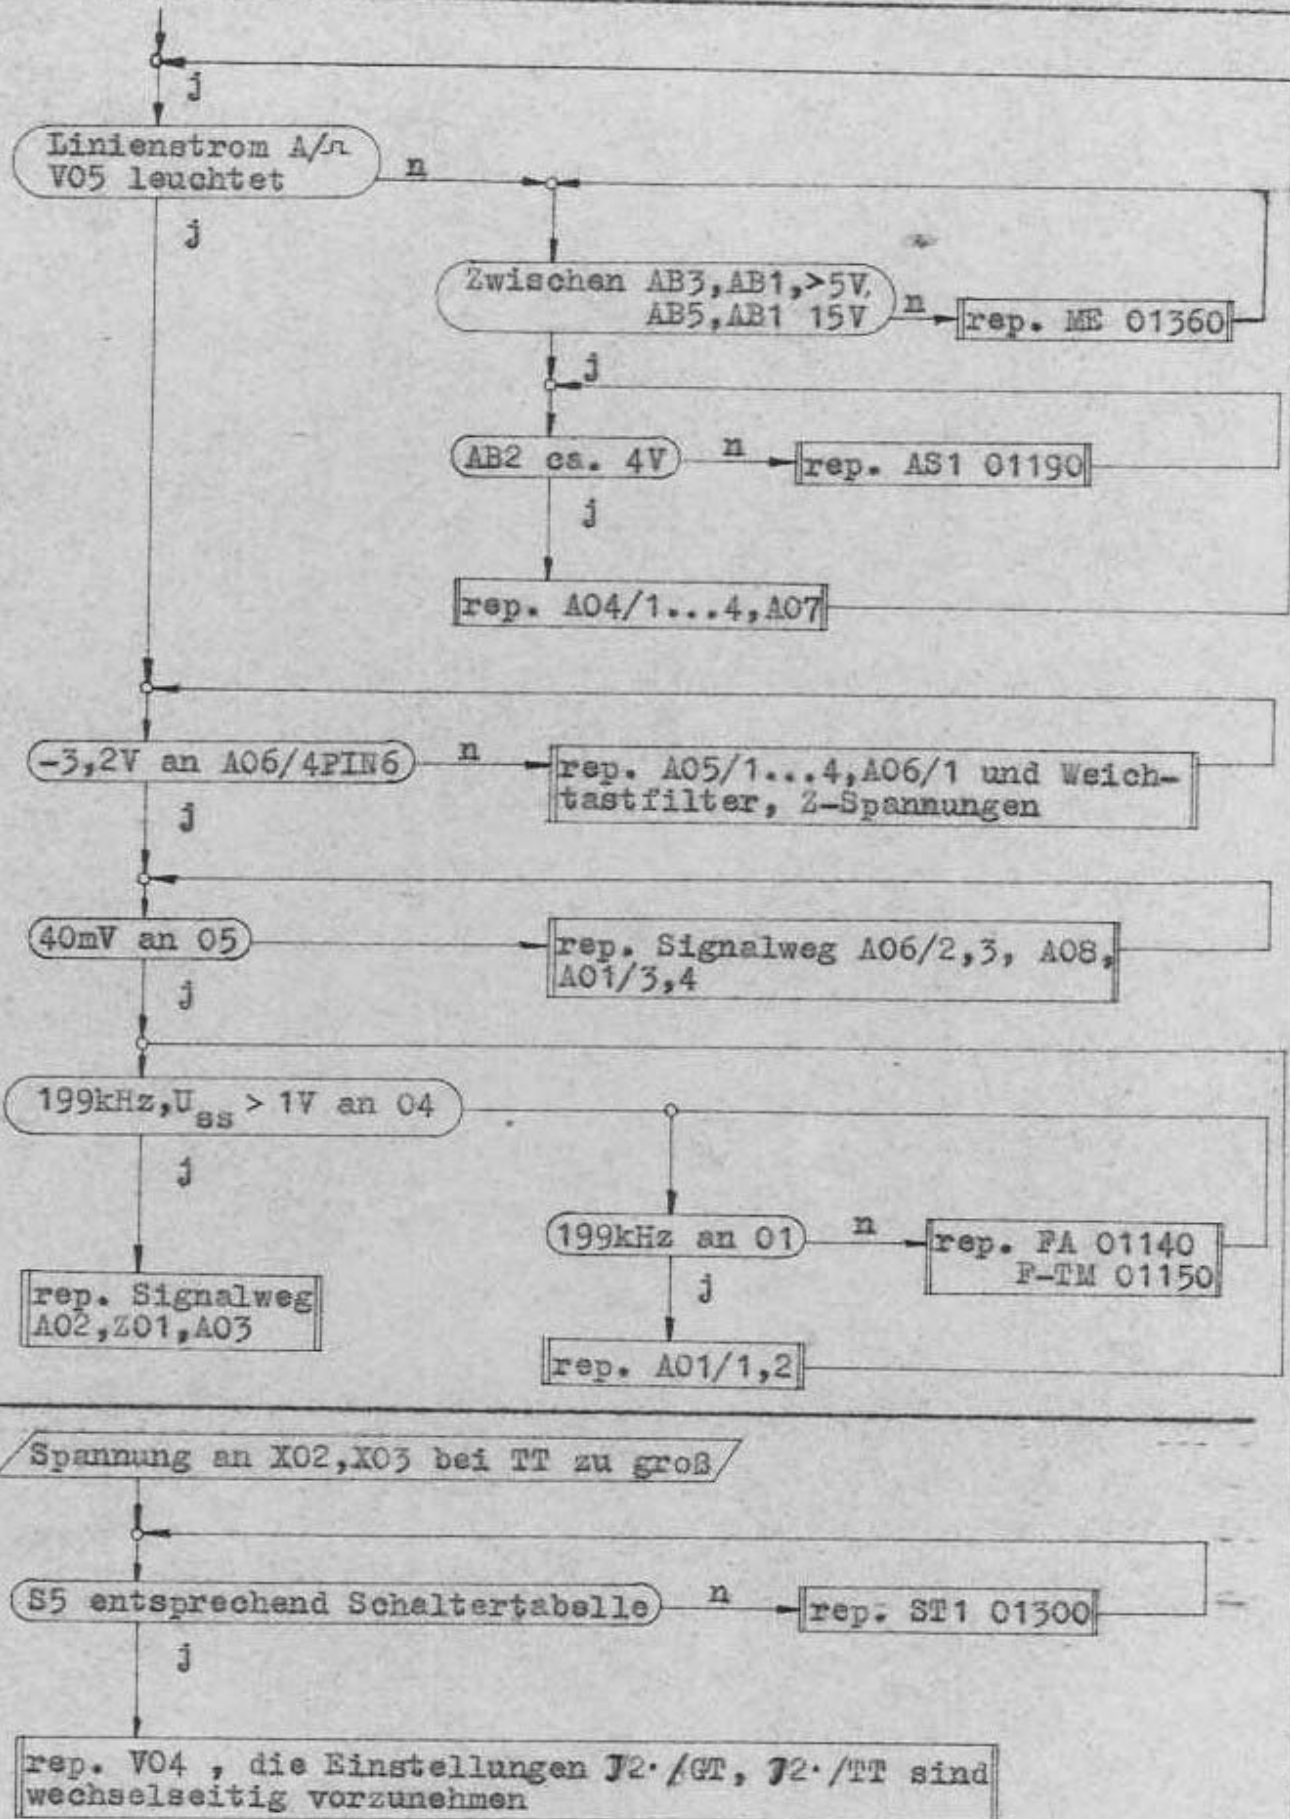 j
Linienstrom A/⎍
V05 leuchtet
n
j
Zwischen AB3,AB1,>5V,
AB5,AB1 15V
n
rep. ME 01360
j
AB2 ca. 4V
n
rep. AS1 01190
j
rep. A04/1...4,A07
-3,2V an A06/4PIN6
n
rep. A05/1...4,A06/1 und Weich-
tastfilter, Z-Spannungen
j
40mV an 05
rep. Signalweg A06/2,3, A08,
A01/3,4
j
199kHz,Uss > 1V an 04
j
199kHz an 01
n
rep. FA 01140
F-TM 01150
j
rep. Signalweg
A02,Z01,A03
rep. A01/1,2
Spannung an X02,X03 bei TT zu groß
S5 entsprechend Schaltertabelle
n
rep. ST1 01300
j
rep. V04 , die Einstellungen /GT, /TT sind
wechselseitig vorzunehmen